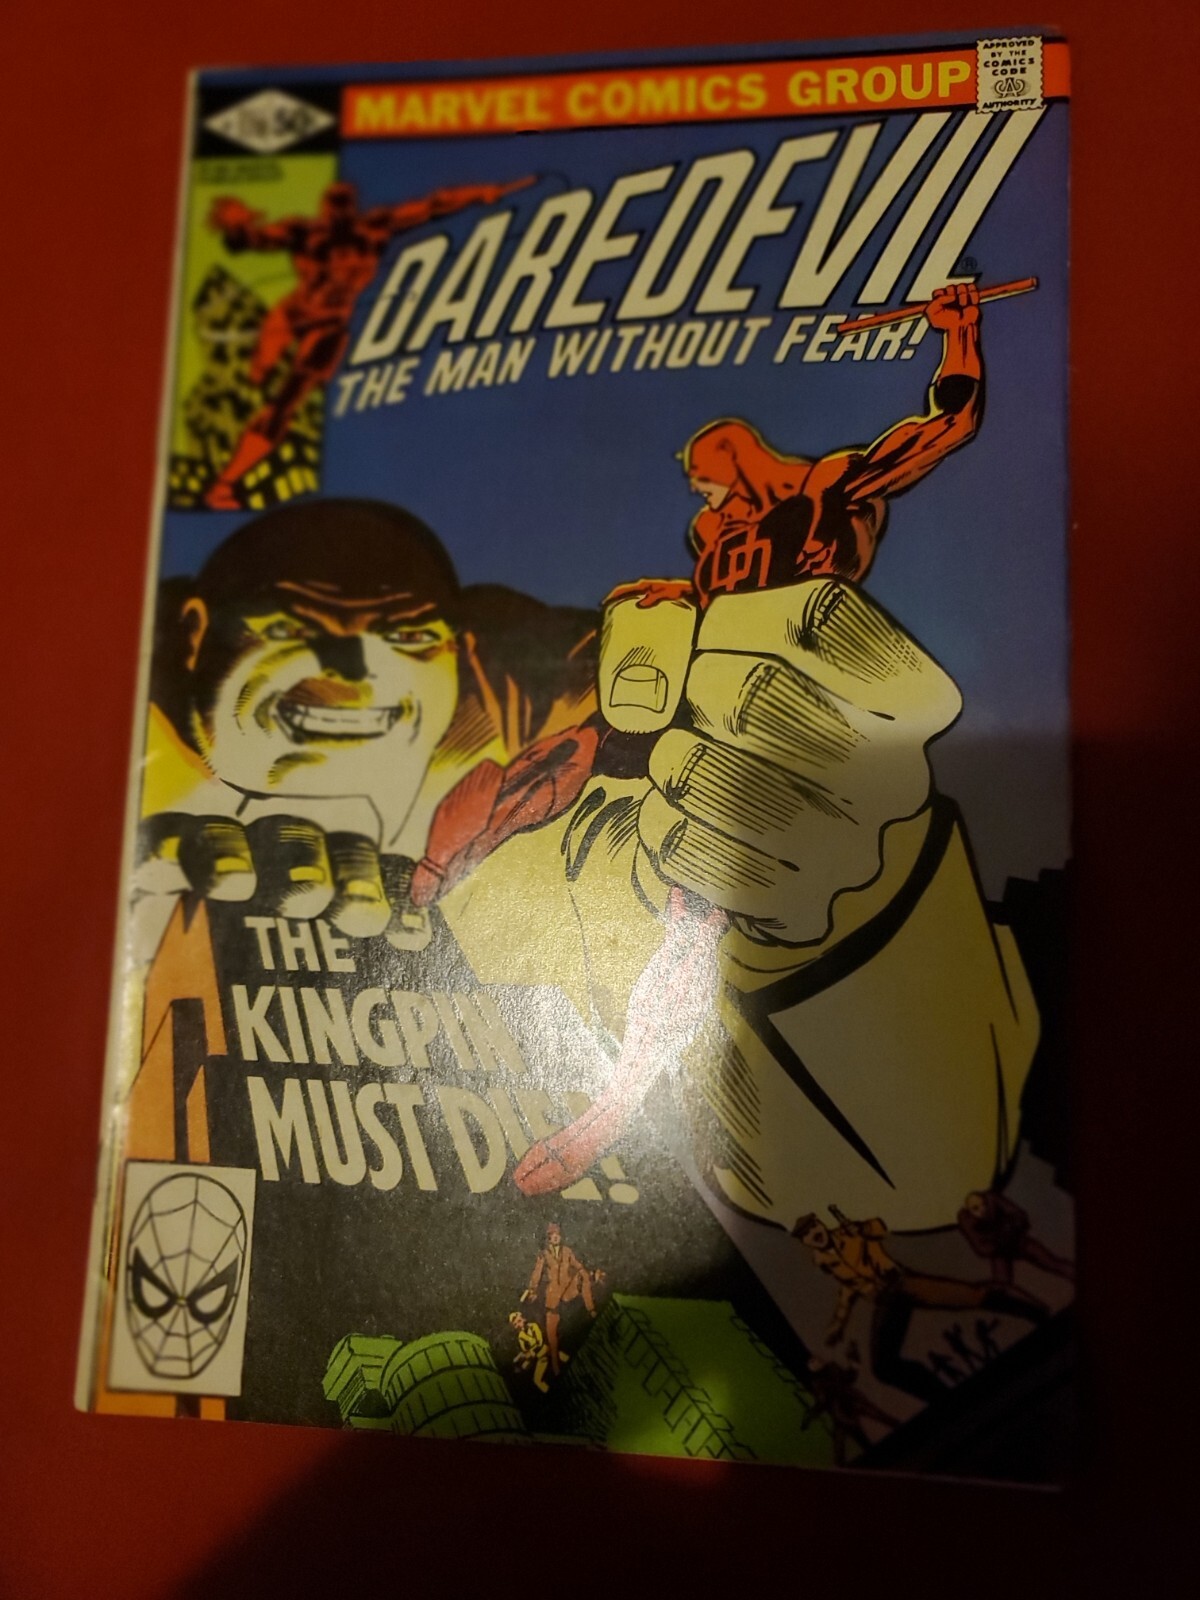 MARVEL COMICS GROUP
APPROVED
BY THE
COMICS
CODE
AUTHORITY
DAREDEVIL
®
THE MAN WITHOUT FEAR!
THE
KINGPIN
MUST DIE!